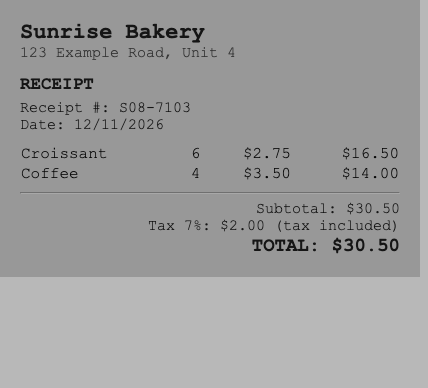 Sunrise Bakery
123 Example Road, Unit 4
RECEIPT
Receipt #: S08-7103
Date: 12/11/2026
Croissant 6 $2.75 $16.50
Coffee 4 $3.50 $14.00
Subtotal: $30.50
Tax 7%: $2.00 (tax included)
TOTAL: $30.50